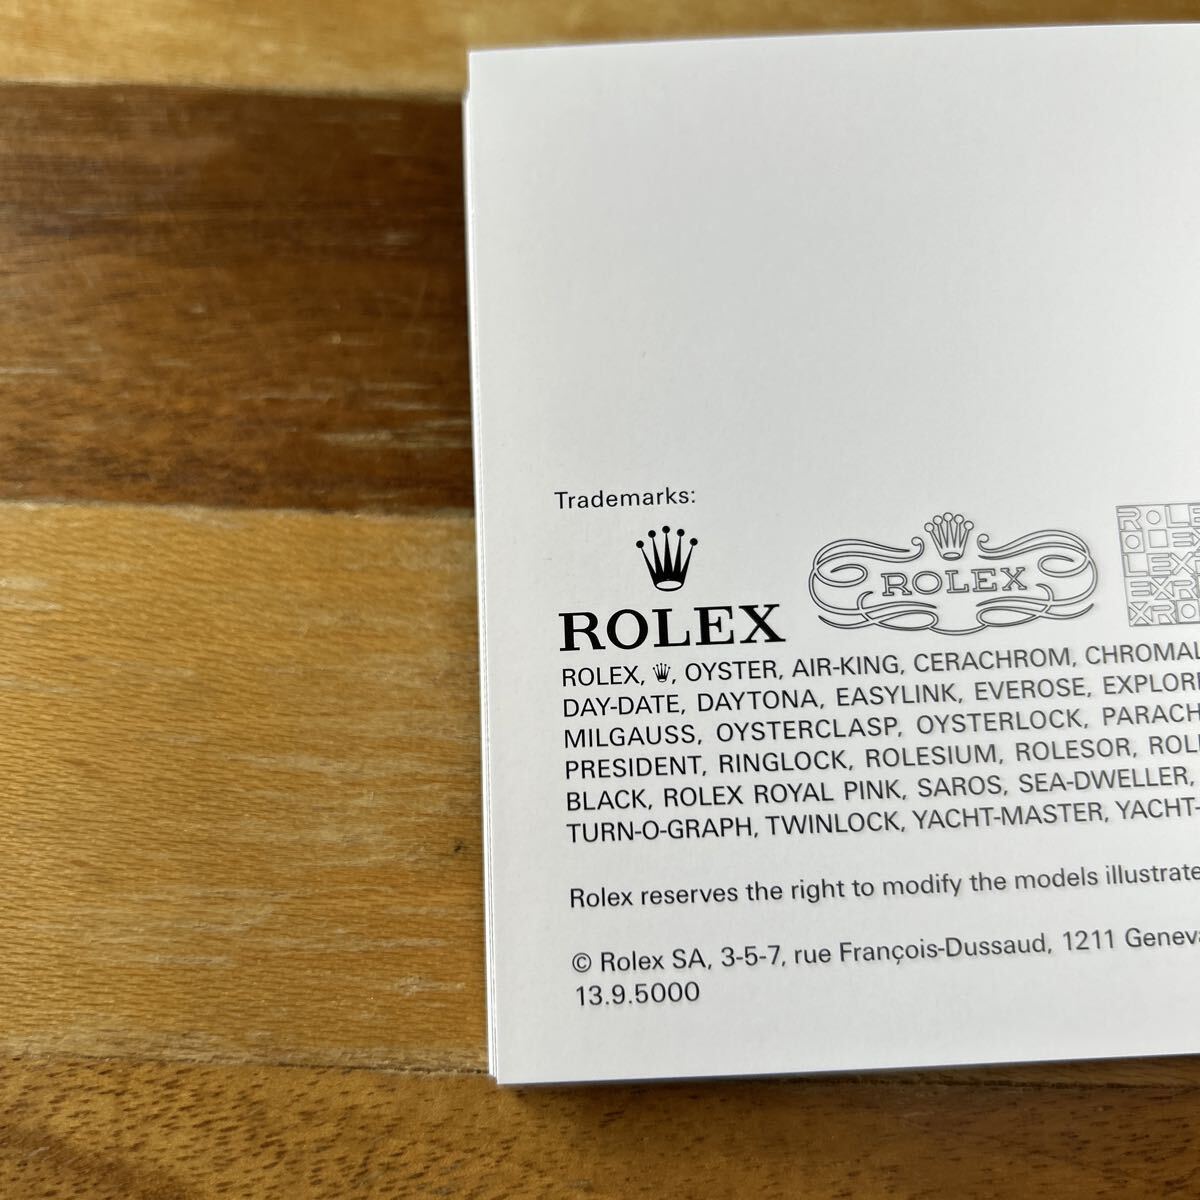 Trademarks:
ROLEX
ROLEX
ROLEX, OYSTER, AIR-KING, CERACHROM,
DAY-DATE, DAYTONA, EASYLINK, EVEROSE,
MILGAUSS, OYSTERCLASP, OYSTERLOCK,
PRESIDENT, RINGLOCK, ROLESIUM, ROLESOR,
BLACK, ROLEX ROYAL PINK, SAROS, SEA-DWELLER,
TURN-O-GRAPH, TWINLOCK, YACHT-MASTER, YACHT-
Rolex reserves the right to modify the models
© Rolex SA, 3-5-7, rue François-Dussaud, 1211 Geneva
13.9.5000